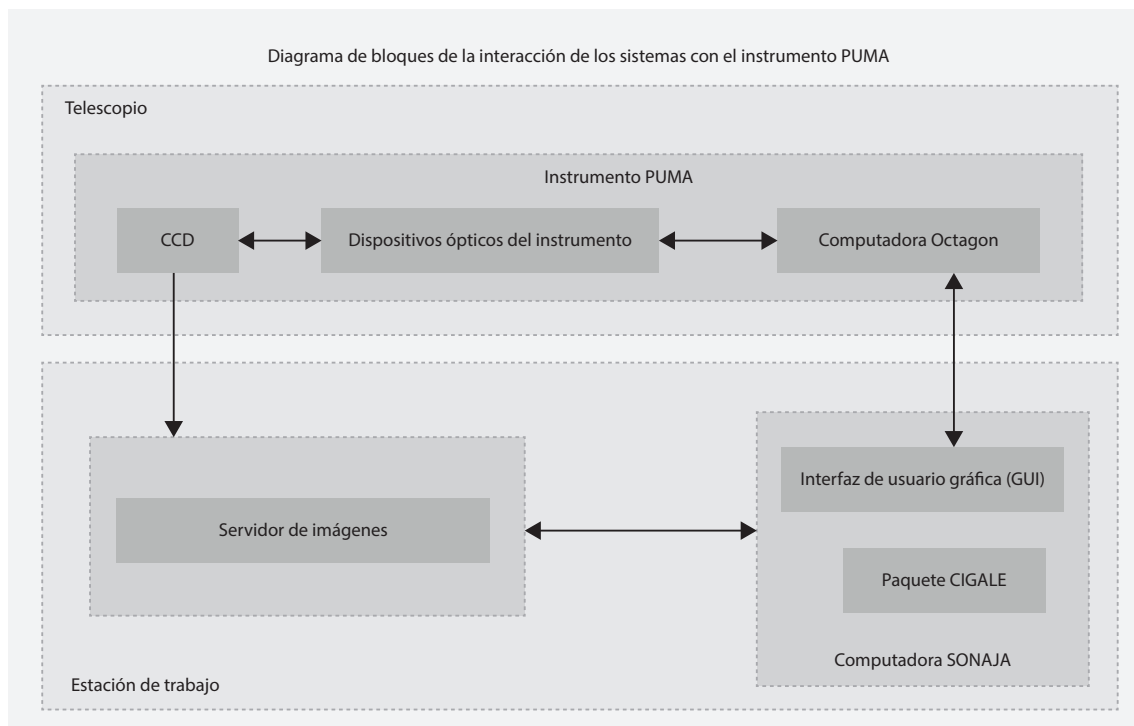 Diagrama de bloques de la interacción de los sistemas con el instrumento PUMA
Telescopio
Instrumento PUMA
CCD
Dispositivos ópticos del instrumento
Computadora Octagon
Interfaz de usuario gráfica (GUI)
Servidor de imágenes
Paquete CIGALE
Computadora SONAJA
Estación de trabajo